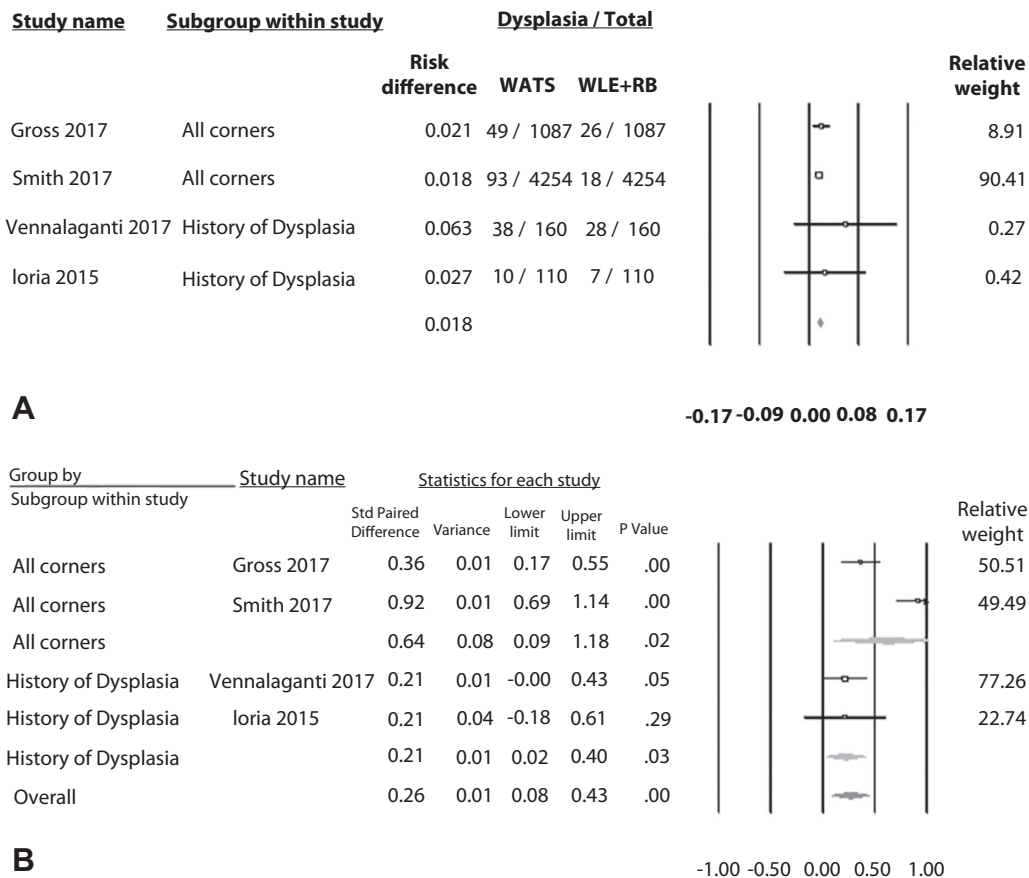 Study name Subgroup within study Dysplasia / Total
Risk Relative
difference WATS WLE+RB weight
Gross 2017 All corners 0.021 49 / 1087 26 / 1087 8.91
Smith 2017 All corners 0.018 93 / 4254 18 / 4254 90.41
Vennalaganti 2017 History of Dysplasia 0.063 38 / 160 28 / 160 0.27
Ioria 2015 History of Dysplasia 0.027 10 / 110 7 / 110 0.42
0.018
A
-0.17 -0.09 0.00 0.08 0.17
Group by Study name Statistics for each study
Subgroup within study
Std Paired Lower Upper Relative
Difference Variance limit limit P Value weight
All corners Gross 2017 0.36 0.01 0.17 0.55 .00 50.51
All corners Smith 2017 0.92 0.01 0.69 1.14 .00 49.49
All corners 0.64 0.08 0.09 1.18 .02
History of Dysplasia Vennalaganti 2017 0.21 0.01 -0.00 0.43 .05 77.26
History of Dysplasia Ioria 2015 0.21 0.04 -0.18 0.61 .29 22.74
History of Dysplasia 0.21 0.01 0.02 0.40 .03
Overall 0.26 0.01 0.08 0.43 .00
B
-1.00 -0.50 0.00 0.50 1.00